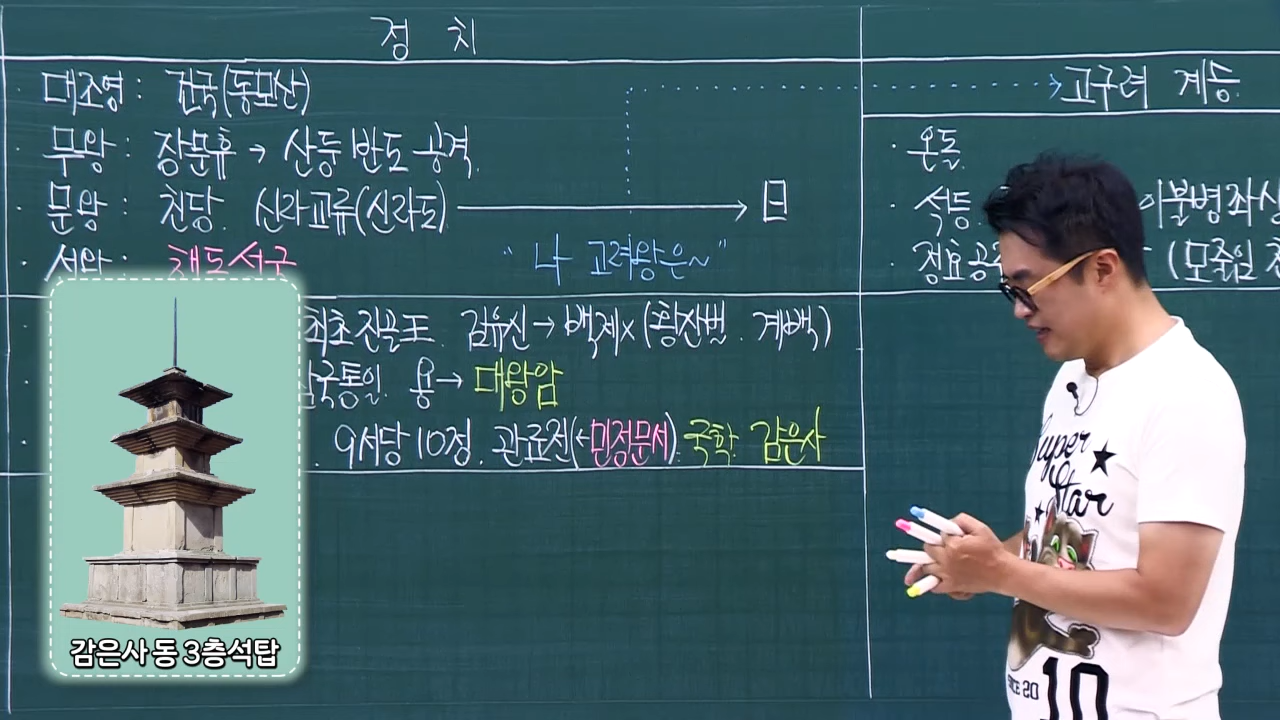 정 치
· 대조영 : 건국(동모산)
· 무왕 : 장문휴 → 산둥반도 공격.
· 문왕 : 친당. 신라교류(신라도) → 日
· 선왕 : 해동성국
" 나 고려왕은~ "
· 최초 진골王. 김유신 → 백제× (황산벌. 계백)
· 삼국통일. 용 → 대왕암
· . 9서당 10정. 관료전(←민정문서). 국학. 감은사
고구려 계승.
· 온돌.
· 석등. 이불병좌상
· 정효공 (모줄임
감은사 동 3층 석탑
Super
Star
SINCE 20
10